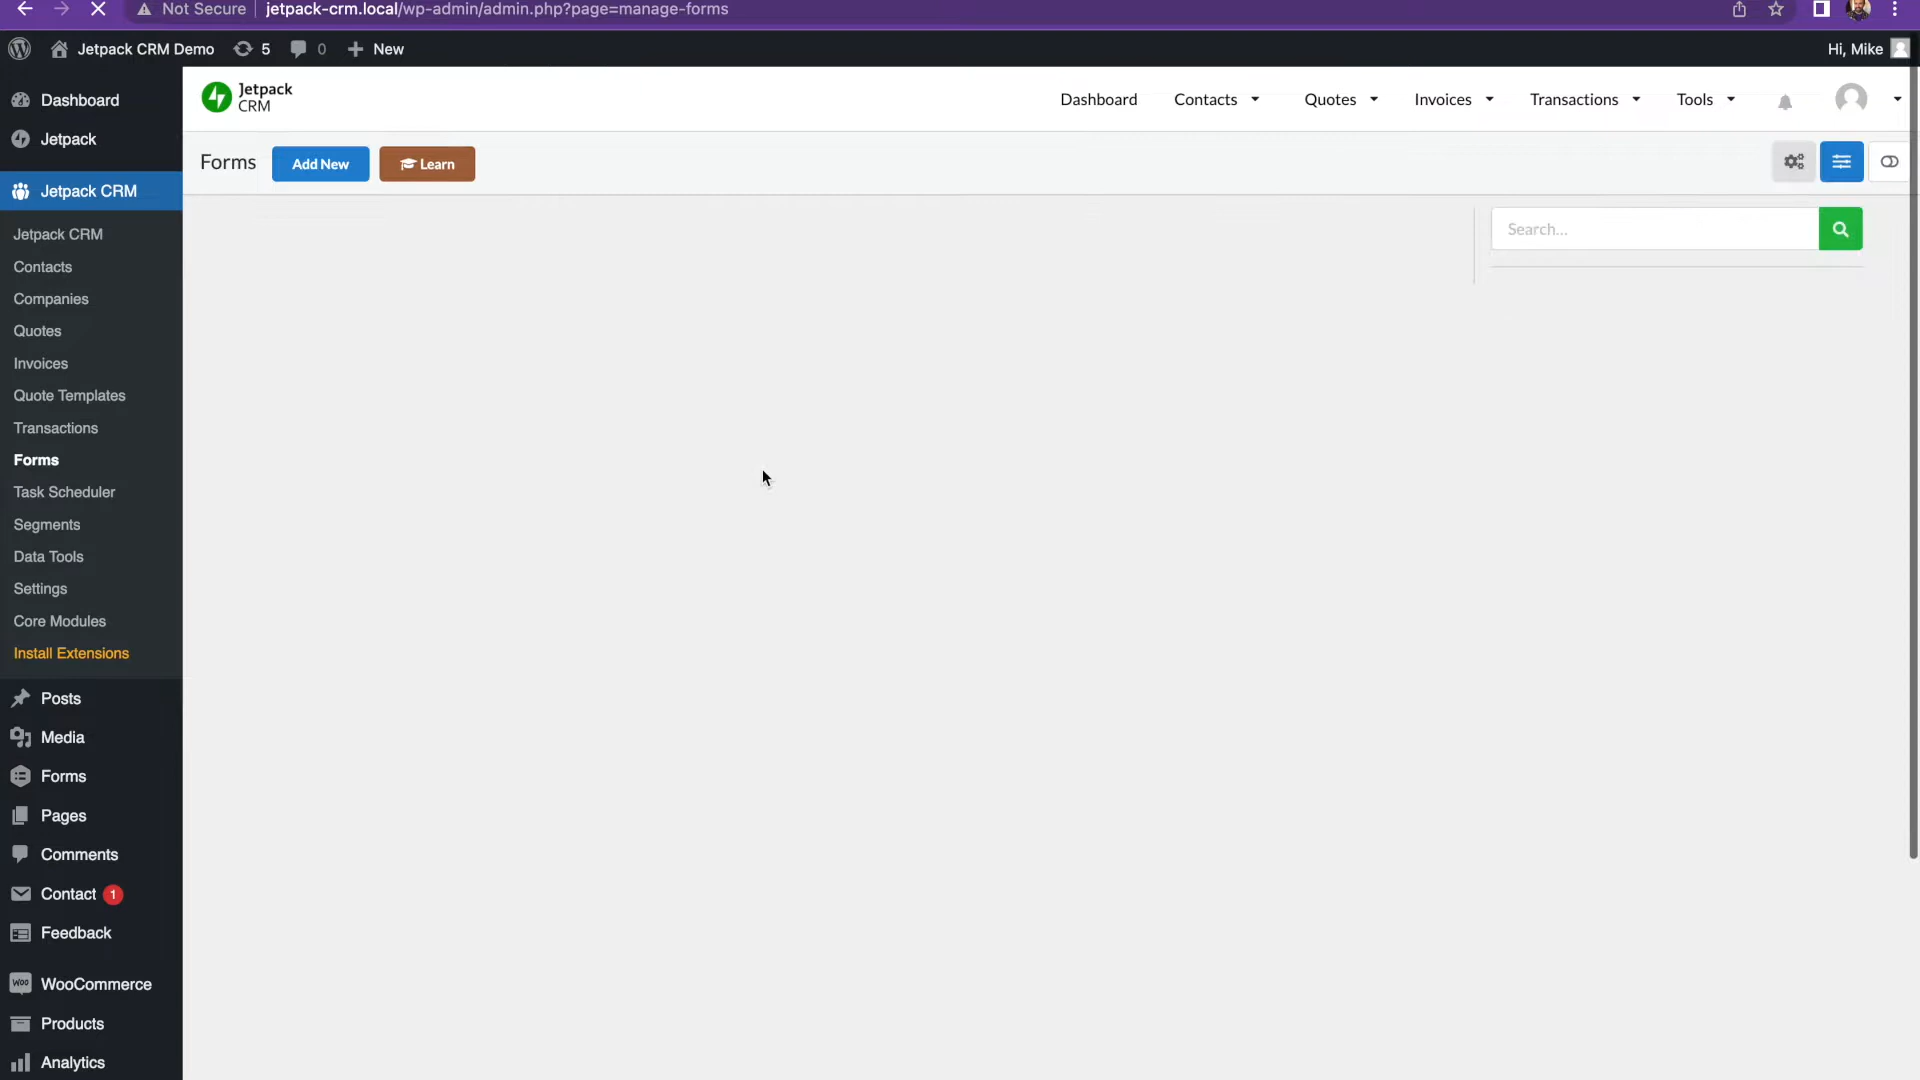 Not Secure
jetpack-crm.local/wp-admin/admin.php?page=manage-forms
Jetpack CRM Demo
5
0
New
Hi, Mike
Dashboard
Jetpack
Jetpack CRM
Jetpack CRM
Contacts
Companies
Quotes
Invoices
Quote Templates
Transactions
Forms
Task Scheduler
Segments
Data Tools
Settings
Core Modules
Install Extensions
Posts
Media
Forms
Pages
Comments
Contact 1
Feedback
Woo WooCommerce
Products
Analytics
Jetpack
CRM
Dashboard
Contacts
Quotes
Invoices
Transactions
Tools
Forms
Add New
Learn
Search...